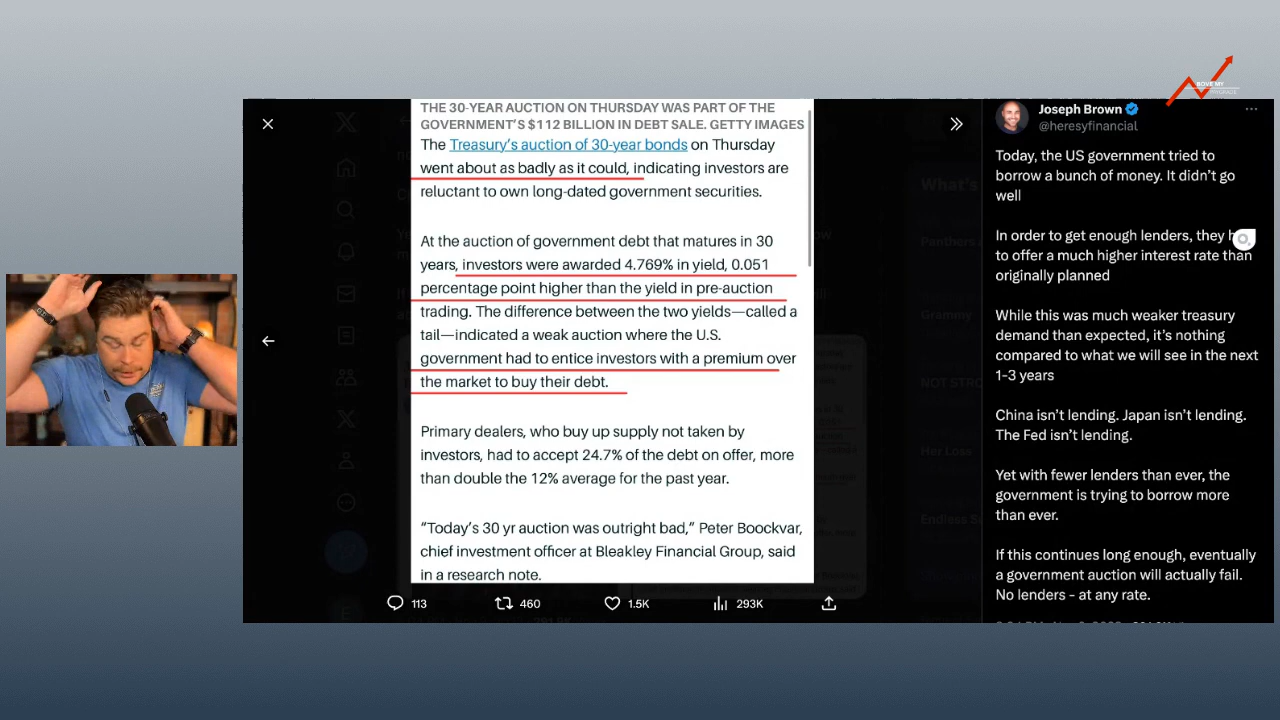 THE 30-YEAR AUCTION ON THURSDAY WAS PART OF THE
GOVERNMENT'S $112 BILLION IN DEBT SALE. GETTY IMAGES
The Treasury's auction of 30-year bonds on Thursday
went about as badly as it could, indicating investors are
reluctant to own long-dated government securities.
At the auction of government debt that matures in 30
years, investors were awarded 4.769% in yield, 0.051
percentage point higher than the yield in pre-auction
trading. The difference between the two yields—called a
tail—indicated a weak auction where the U.S.
government had to entice investors with a premium over
the market to buy their debt.
Primary dealers, who buy up supply not taken by
investors, had to accept 24.7% of the debt on offer, more
than double the 12% average for the past year.
“Today's 30 yr auction was outright bad,” Peter Boockvar,
chief investment officer at Bleakley Financial Group, said
in a research note.
113 460 1.5K 293K
Joseph Brown
@heresyfinancial
Today, the US government tried to
borrow a bunch of money. It didn't go
well
In order to get enough lenders, they
to offer a much higher interest rate than
originally planned
While this was much weaker treasury
demand than expected, it's nothing
compared to what we will see in the next
1-3 years
China isn't lending. Japan isn't lending.
The Fed isn't lending.
Yet with fewer lenders than ever, the
government is trying to borrow more
than ever.
If this continues long enough, eventually
a government auction will actually fail.
No lenders - at any rate.
What's
Panthers
Grammy
NOT STRO
Her Loss
Endless S